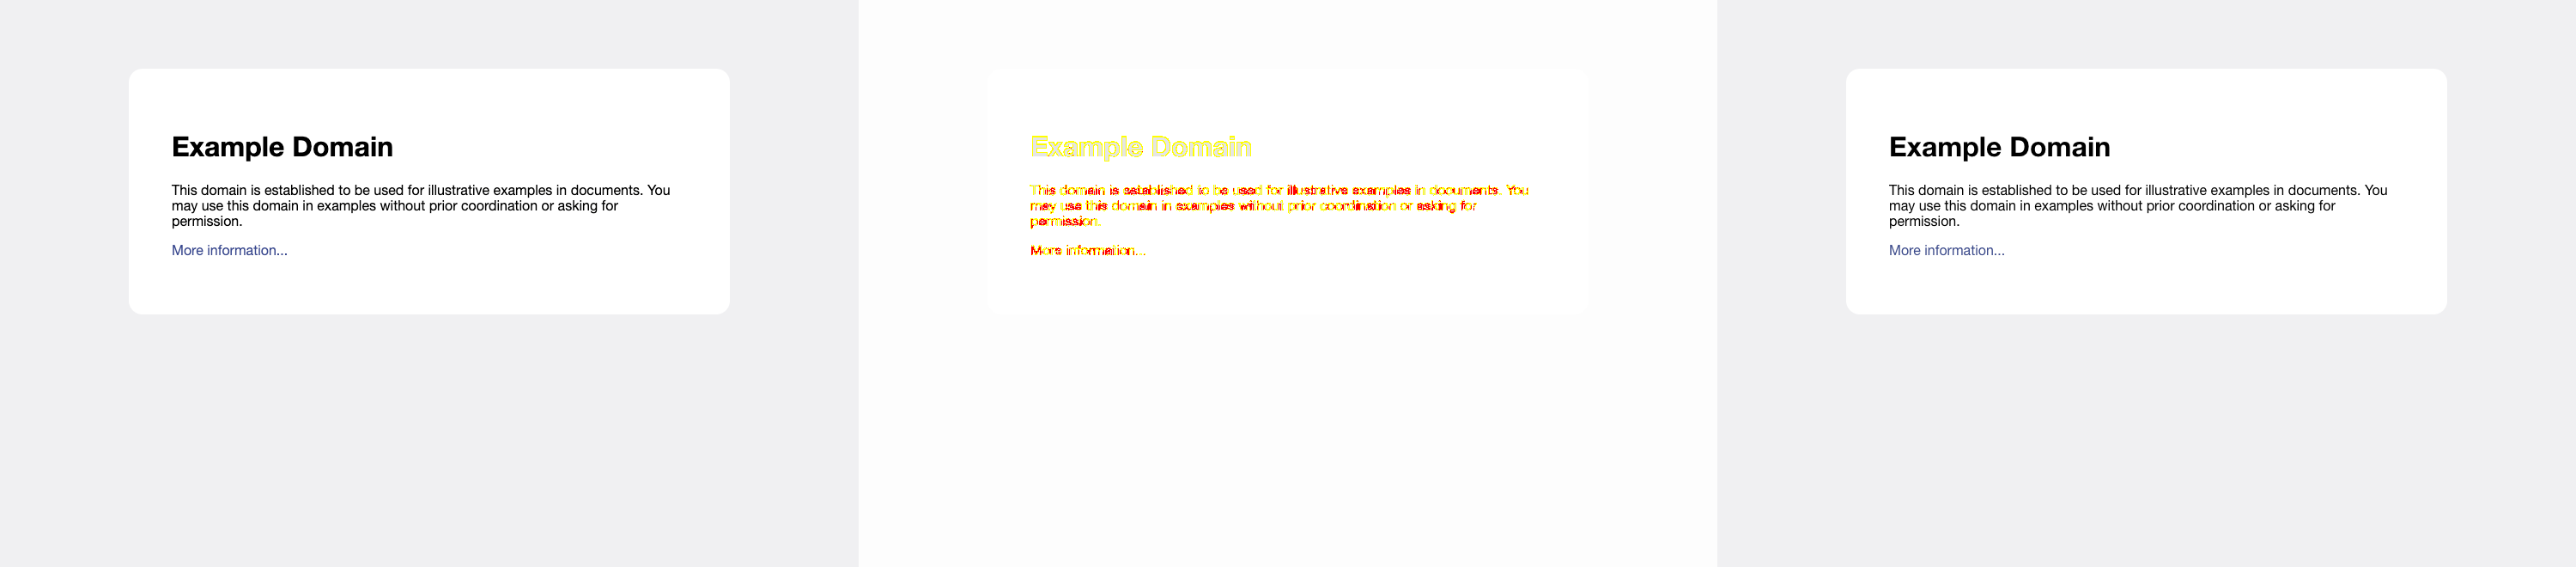 Example Domain
This domain is established to be used for illustrative examples in documents. You
may use this domain in examples without prior coordination or asking for
permission.
More information...
Example Domain
This domain is established to be used for illustrative examples in documents. You
may use this domain in examples without prior coordination or asking for
permission.
More information...
Example Domain
This domain is established to be used for illustrative examples in documents. You
may use this domain in examples without prior coordination or asking for
permission.
More information...